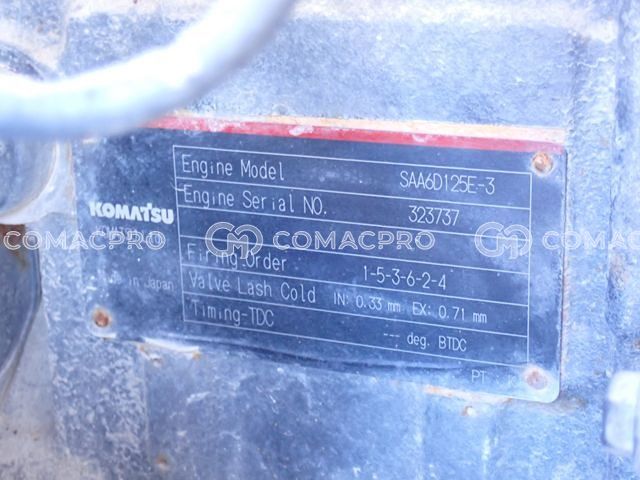 Engine Model SAA6D125E-3
Engine Serial NO. 323737
KOMATSU
COMACPRO COMACPRO
Firing Order 1-5-3-6-2-4
in Japan
Valve Lash Cold IN: 0.33 mm EX: 0.71 mm
Timing-TDC --- deg. BTDC
PT